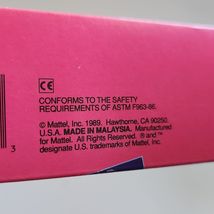 CE
CONFORMS TO THE SAFETY
REQUIREMENTS OF ASTM F963-86.
© Mattel, Inc. 1989. Hawthorne, CA 90250,
U.S.A. MADE IN MALAYSIA. Manufactured
for Mattel. All Rights Reserved. ® and ™
designate U.S. trademarks of Mattel, Inc.
3